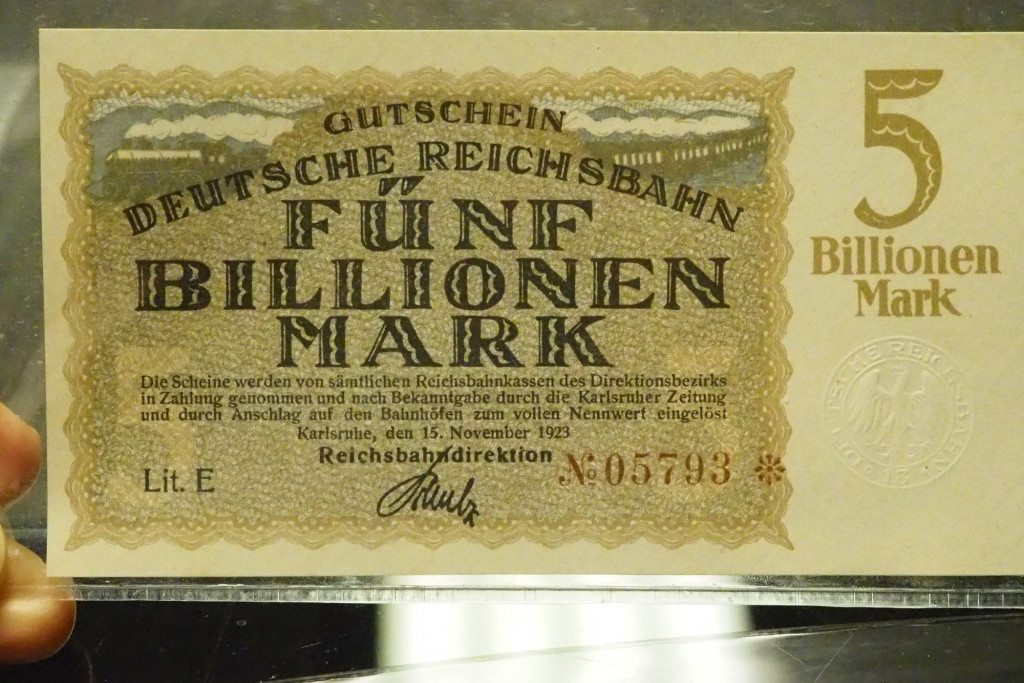 GUTSCHEIN
DEUTSCHE REICHSBAHN
FÜNF
BILLIONEN
MARK
Die Scheine werden von sämtlichen Reichsbahnkassen des Direktionsbezirks
in Zahlung genommen und nach Bekanntgabe durch die Karlsruher Zeitung
und durch Anschlag auf den Bahnhöfen zum vollen Nennwert eingelöst
Karlsruhe, den 15. November 1923
Reichsbahndirektion
Lit. E
№ 05793 *
5
Billionen
Mark